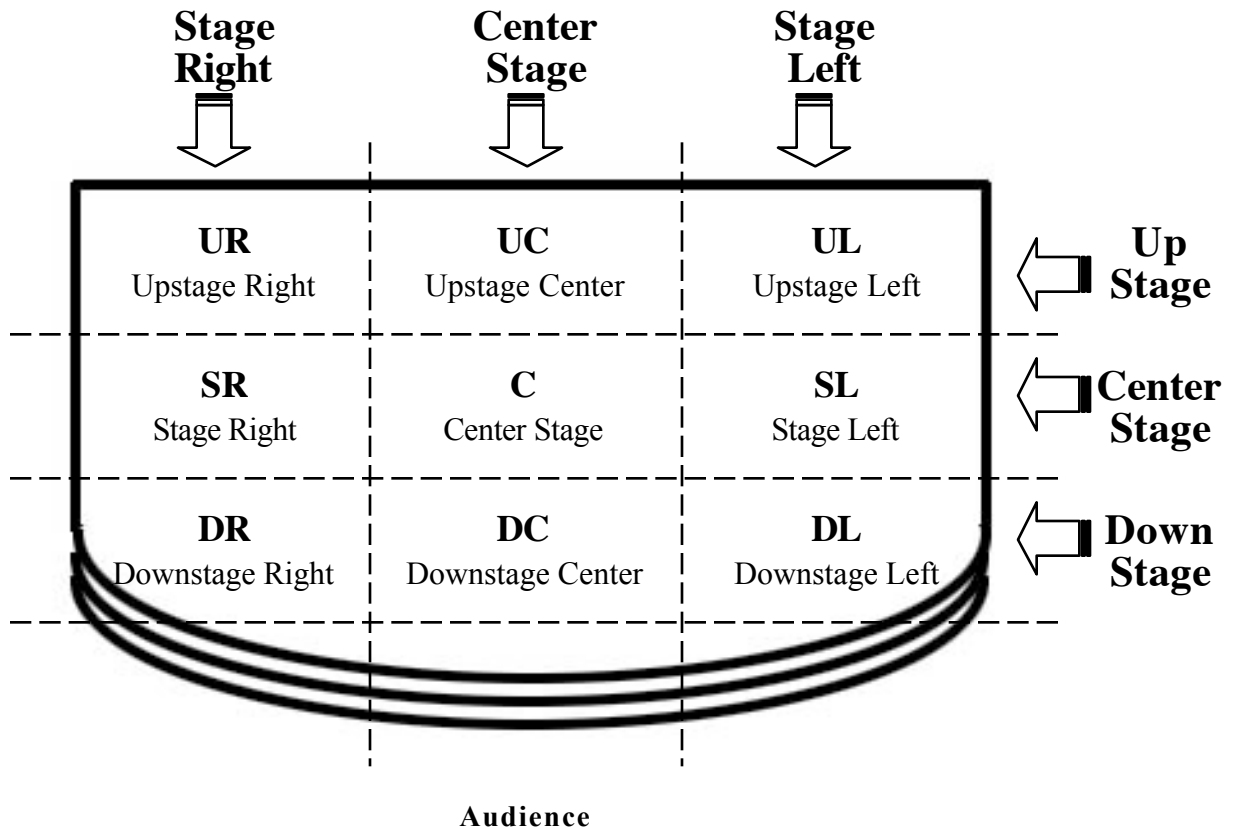 Stage Right
Center Stage
Stage Left
UR
UC
UL
Upstage Right
Upstage Center
Upstage Left
Up Stage
SR
C
SL
Stage Right
Center Stage
Stage Left
Center Stage
DR
DC
DL
Downstage Right
Downstage Center
Downstage Left
Down Stage
Audience